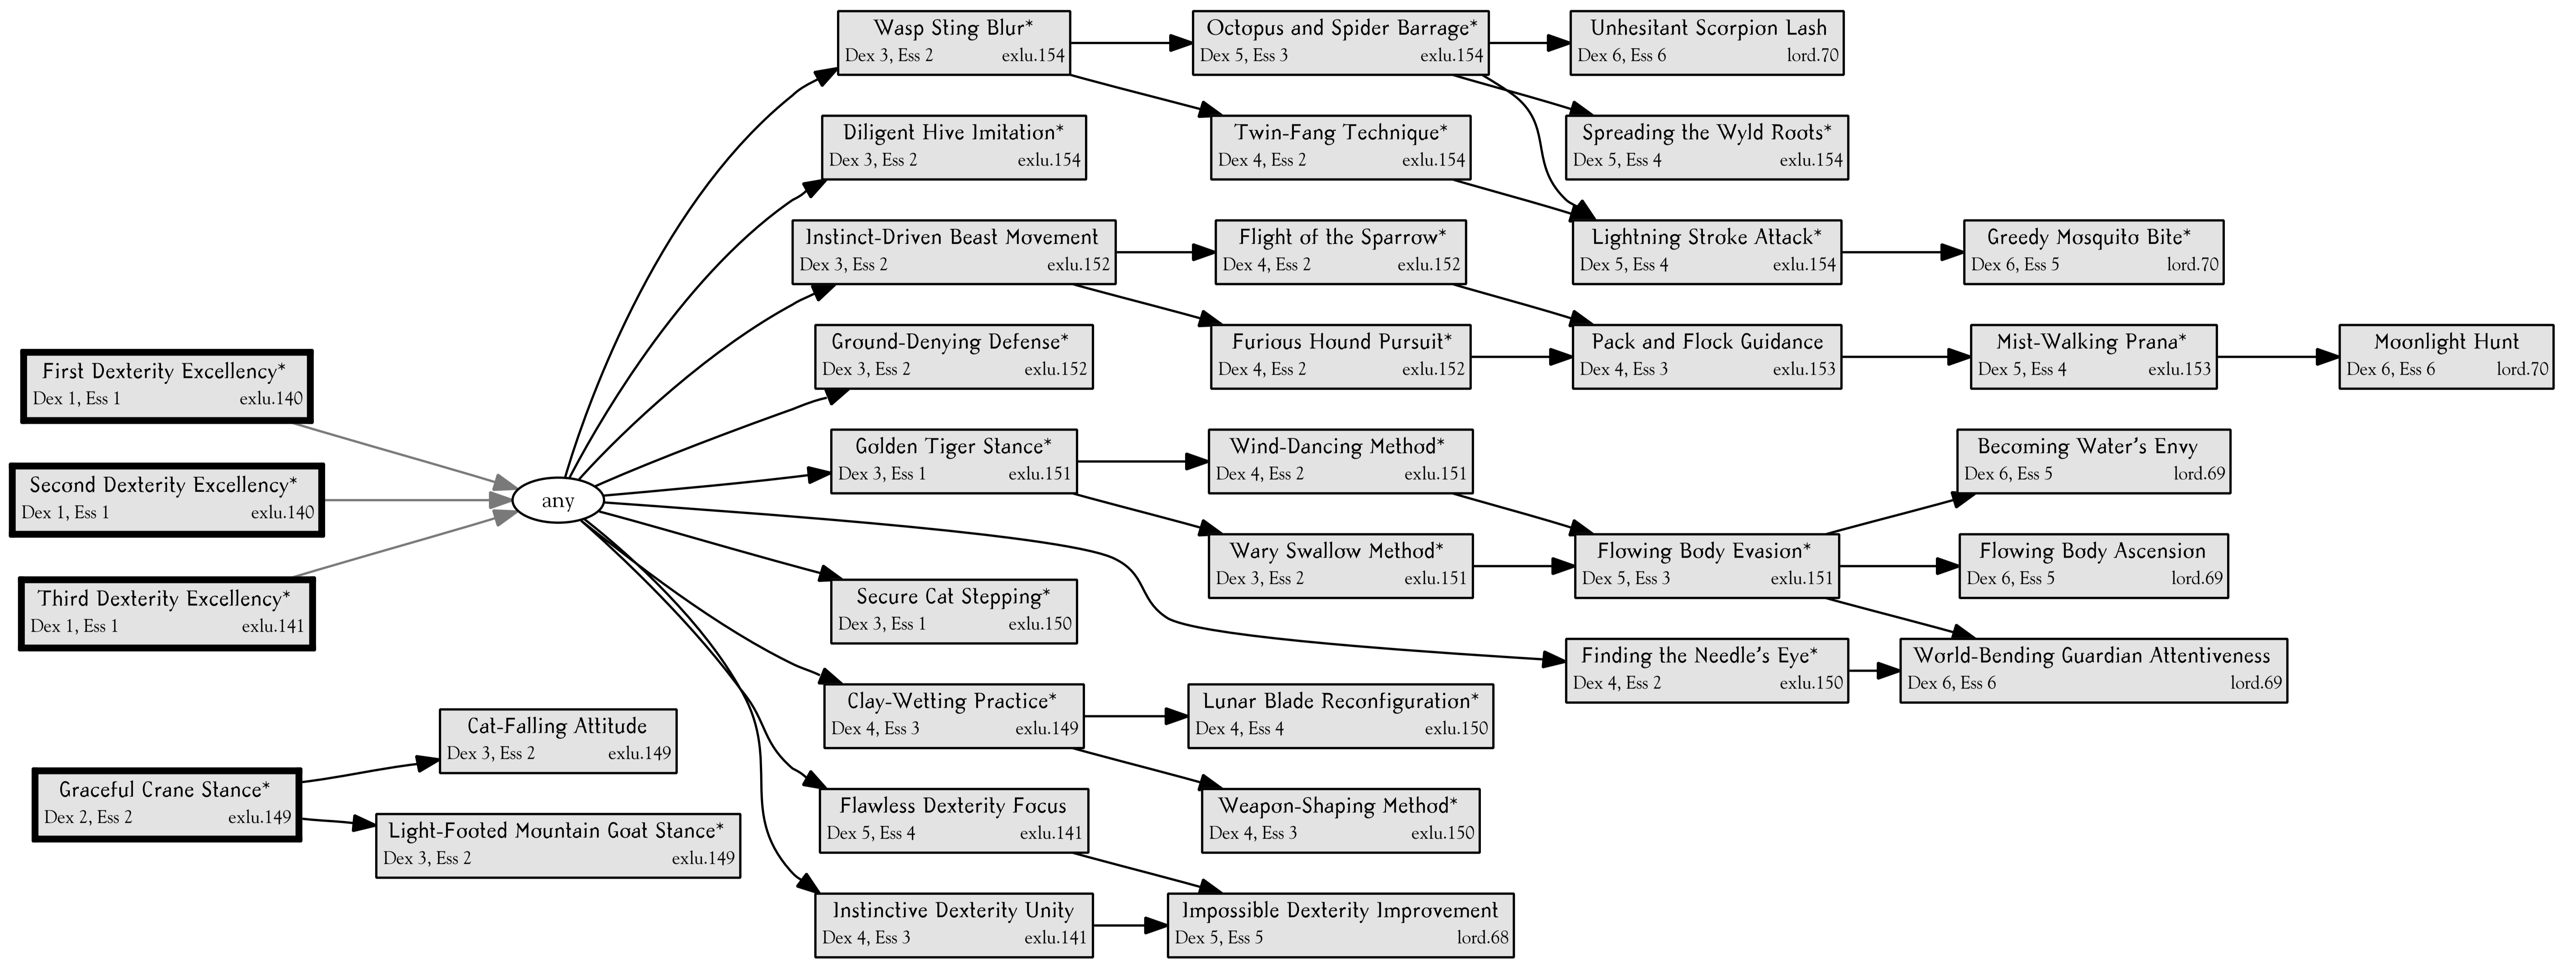 Wasp Sting Blur*
Dex 3, Ess 2 exlu.154
Octopus and Spider Barrage*
Dex 5, Ess 3 exlu.154
Unhesitant Scorpion Lash
Dex 6, Ess 6 lord.70
Diligent Hive Imitation*
Dex 3, Ess 2 exlu.154
Twin-Fang Technique*
Dex 4, Ess 2 exlu.154
Spreading the Wyld Roots*
Dex 5, Ess 4 exlu.154
Instinct-Driven Beast Movement
Dex 3, Ess 2 exlu.152
Flight of the Sparrow*
Dex 4, Ess 2 exlu.152
Lightning Stroke Attack*
Dex 5, Ess 4 exlu.154
Greedy Mosquito Bite*
Dex 6, Ess 5 lord.70
First Dexterity Excellency*
Dex 1, Ess 1 exlu.140
Ground-Denying Defense*
Dex 3, Ess 2 exlu.152
Furious Hound Pursuit*
Dex 4, Ess 2 exlu.152
Pack and Flock Guidance
Dex 4, Ess 3 exlu.153
Mist-Walking Prana*
Dex 5, Ess 4 exlu.153
Moonlight Hunt
Dex 6, Ess 6 lord.70
Second Dexterity Excellency*
Dex 1, Ess 1 exlu.140
any
Golden Tiger Stance*
Dex 3, Ess 1 exlu.151
Wind-Dancing Method*
Dex 4, Ess 2 exlu.151
Becoming Water's Envy
Dex 6, Ess 5 lord.69
Third Dexterity Excellency*
Dex 1, Ess 1 exlu.141
Wary Swallow Method*
Dex 3, Ess 2 exlu.151
Flowing Body Evasion*
Dex 5, Ess 3 exlu.151
Flowing Body Ascension
Dex 6, Ess 5 lord.69
Secure Cat Stepping*
Dex 3, Ess 1 exlu.150
Finding the Needle's Eye*
Dex 4, Ess 2 exlu.150
World-Bending Guardian Attentiveness
Dex 6, Ess 6 lord.69
Cat-Falling Attitude
Dex 3, Ess 2 exlu.149
Clay-Wetting Practice*
Dex 4, Ess 3 exlu.149
Lunar Blade Reconfiguration*
Dex 4, Ess 4 exlu.150
Graceful Crane Stance*
Dex 2, Ess 2 exlu.149
Light-Footed Mountain Goat Stance*
Dex 3, Ess 2 exlu.149
Flawless Dexterity Focus
Dex 5, Ess 4 exlu.141
Weapon-Shaping Method*
Dex 4, Ess 3 exlu.150
Instinctive Dexterity Unity
Dex 4, Ess 3 exlu.141
Impossible Dexterity Improvement
Dex 5, Ess 5 lord.68